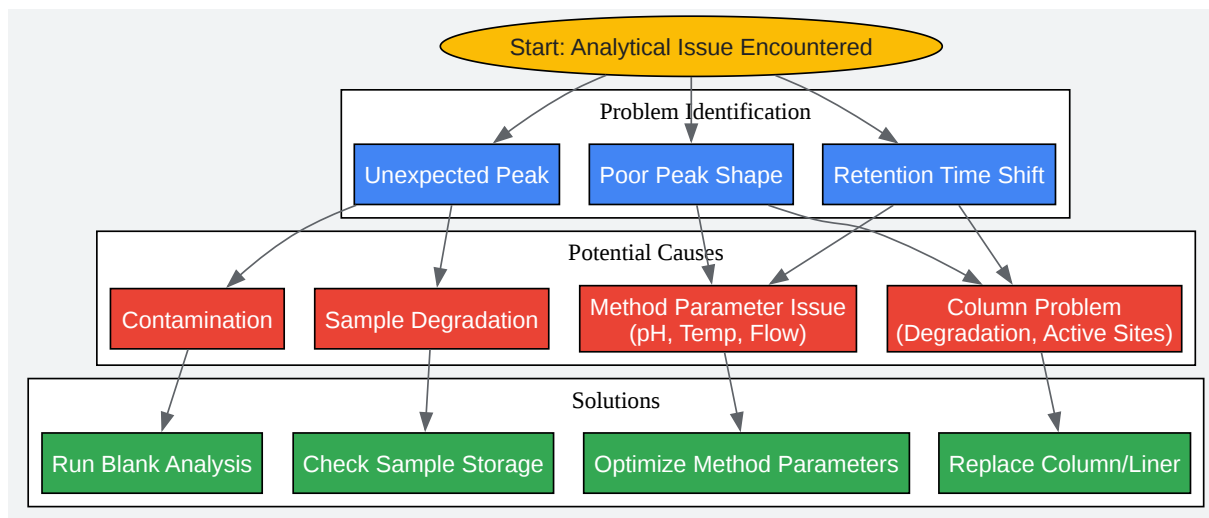 Start: Analytical Issue Encountered
Problem Identification
Unexpected Peak
Poor Peak Shape
Retention Time Shift
Potential Causes
Contamination
Sample Degradation
Method Parameter Issue
(pH, Temp, Flow)
Column Problem
(Degradation, Active Sites)
Solutions
Run Blank Analysis
Check Sample Storage
Optimize Method Parameters
Replace Column/Liner